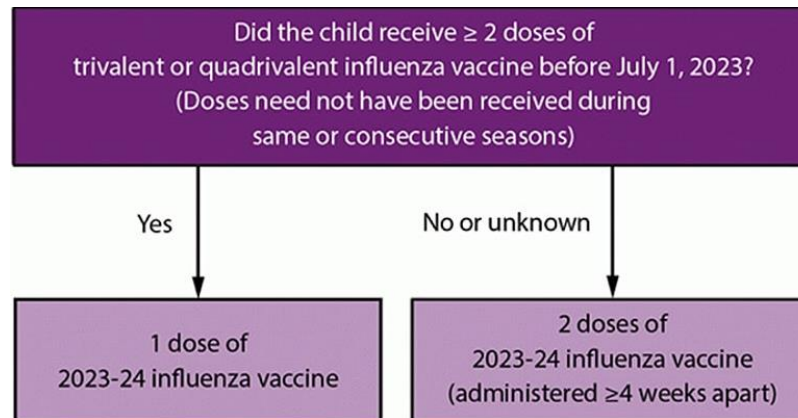 Did the child receive ≥ 2 doses of
trivalent or quadrivalent influenza vaccine before July 1, 2023?
(Doses need not have been received during
same or consecutive seasons)
Yes
No or unknown
1 dose of
2023-24 influenza vaccine
2 doses of
2023-24 influenza vaccine
(administered ≥4 weeks apart)